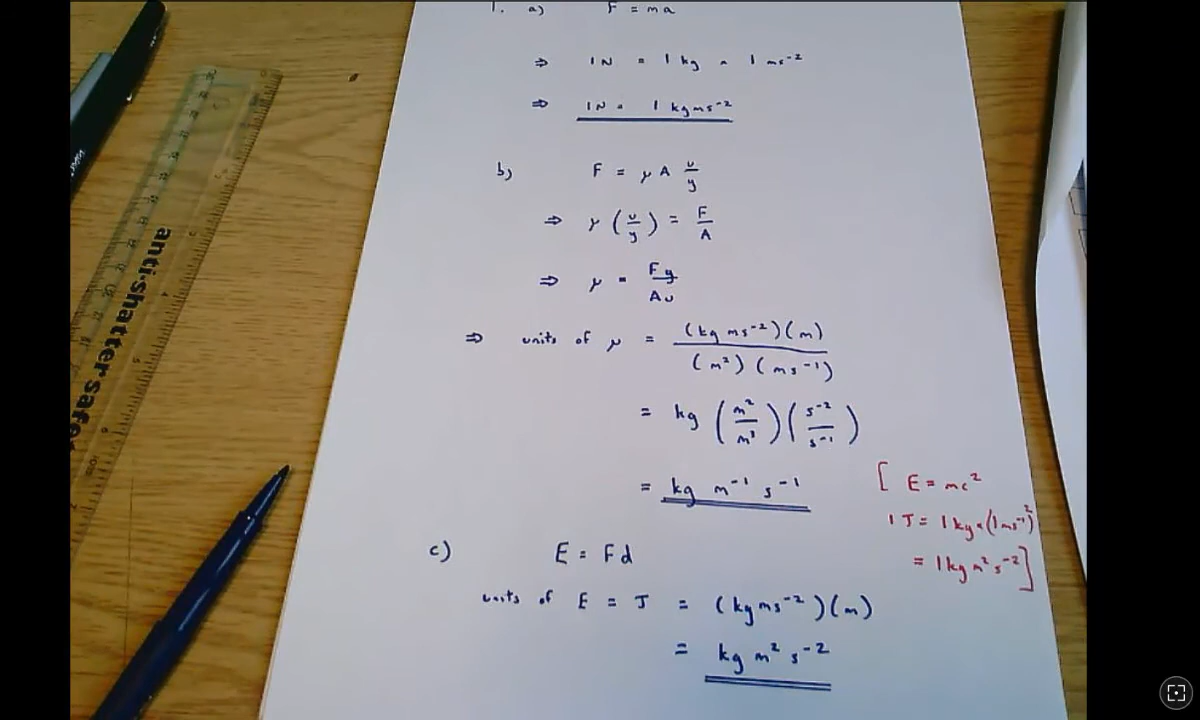 1. a) F = ma
⇒ 1N = 1 kg × 1 ms⁻²
⇒ 1N = 1 kgms⁻²
b) F = μ A v/y
⇒ μ (v/y) = F/A
⇒ μ = Fy/Av
⇒ units of μ = (kg ms⁻²)(m)/(m²)(ms⁻¹)
= kg (m²/m³)(s⁻²/s⁻¹)
= kg m⁻¹ s⁻¹
[ E = mc²
1 J = 1 kg × (1 ms⁻¹)²
= 1 kg m² s⁻² ]
c) E = Fd
units of E = J = (kgms⁻²)(m)
= kg m² s⁻²
anti-shatter safe